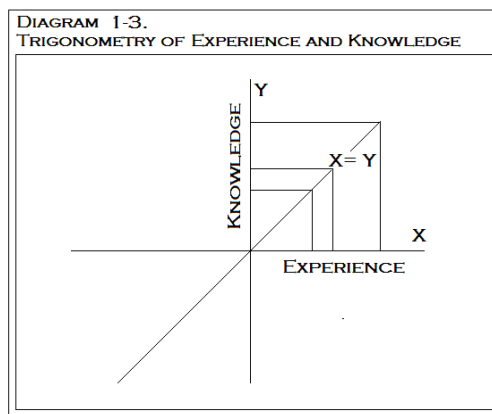 Diagram 1-3.
Trigonometry of Experience and Knowledge
Y
Knowledge
X= Y
X
Experience